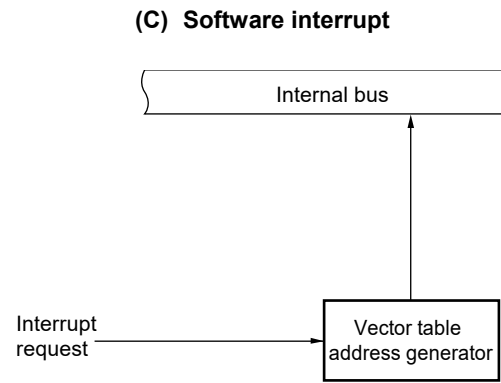 (C) Software interrupt
Internal bus
Interrupt
request
Vector table
address generator